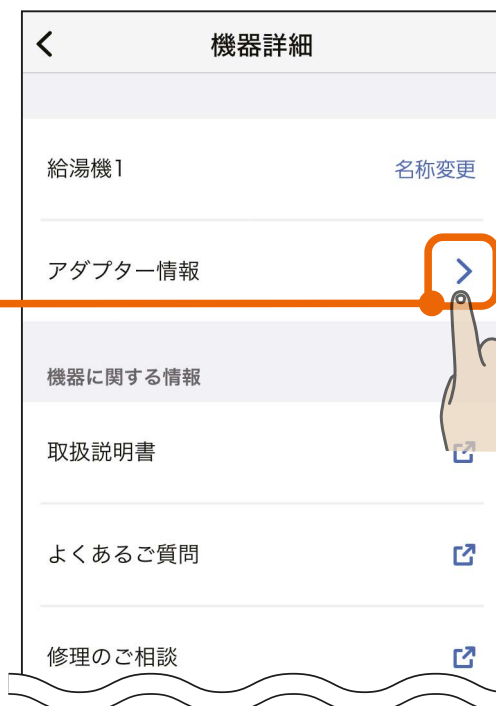 機器詳細
給湯機1
名称変更
アダプター情報
機器に関する情報
取扱説明書
よくあるご質問
修理のご相談